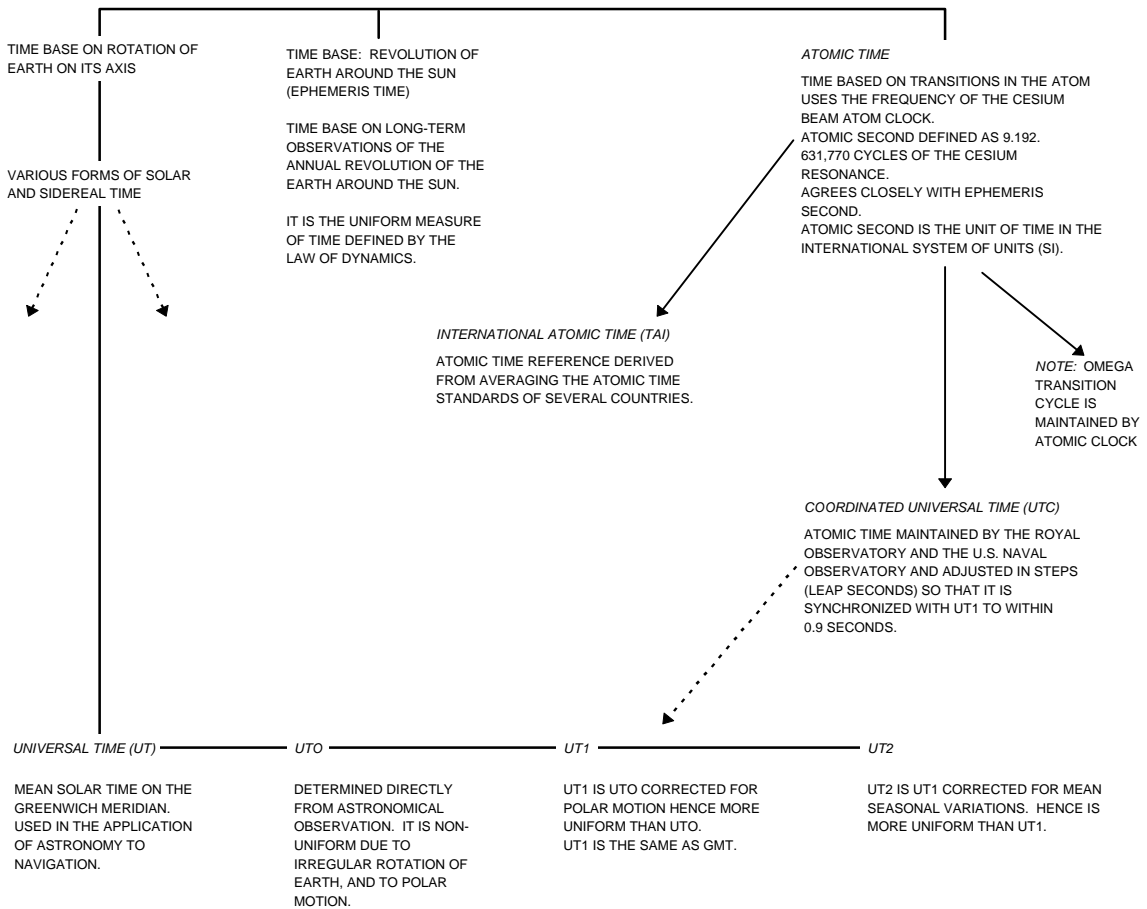 TIME BASE ON ROTATION OF
EARTH ON ITS AXIS
VARIOUS FORMS OF SOLAR
AND SIDEREAL TIME
TIME BASE: REVOLUTION OF
EARTH AROUND THE SUN
(EPHEMERIS TIME)
TIME BASE ON LONG-TERM
OBSERVATIONS OF THE
ANNUAL REVOLUTION OF THE
EARTH AROUND THE SUN.
IT IS THE UNIFORM MEASURE
OF TIME DEFINED BY THE
LAW OF DYNAMICS.
ATOMIC TIME
TIME BASED ON TRANSITIONS IN THE ATOM
USES THE FREQUENCY OF THE CESIUM
BEAM ATOM CLOCK.
ATOMIC SECOND DEFINED AS 9.192.
631,770 CYCLES OF THE CESIUM
RESONANCE.
AGREES CLOSELY WITH EPHEMERIS
SECOND.
ATOMIC SECOND IS THE UNIT OF TIME IN THE
INTERNATIONAL SYSTEM OF UNITS (SI).
INTERNATIONAL ATOMIC TIME (TAI)
ATOMIC TIME REFERENCE DERIVED
FROM AVERAGING THE ATOMIC TIME
STANDARDS OF SEVERAL COUNTRIES.
NOTE: OMEGA
TRANSITION
CYCLE IS
MAINTAINED BY
ATOMIC CLOCK
COORDINATED UNIVERSAL TIME (UTC)
ATOMIC TIME MAINTAINED BY THE ROYAL
OBSERVATORY AND THE U.S. NAVAL
OBSERVATORY AND ADJUSTED IN STEPS
(LEAP SECONDS) SO THAT IT IS
SYNCHRONIZED WITH UT1 TO WITHIN
0.9 SECONDS.
UNIVERSAL TIME (UT)
MEAN SOLAR TIME ON THE
GREENWICH MERIDIAN.
USED IN THE APPLICATION
OF ASTRONOMY TO
NAVIGATION.
UTO
DETERMINED DIRECTLY
FROM ASTRONOMICAL
OBSERVATION. IT IS NON-
UNIFORM DUE TO
IRREGULAR ROTATION OF
EARTH, AND TO POLAR
MOTION.
UT1
UT1 IS UTO CORRECTED FOR
POLAR MOTION HENCE MORE
UNIFORM THAN UTO.
UT1 IS THE SAME AS GMT.
UT2
UT2 IS UT1 CORRECTED FOR MEAN
SEASONAL VARIATIONS. HENCE IS
MORE UNIFORM THAN UT1.